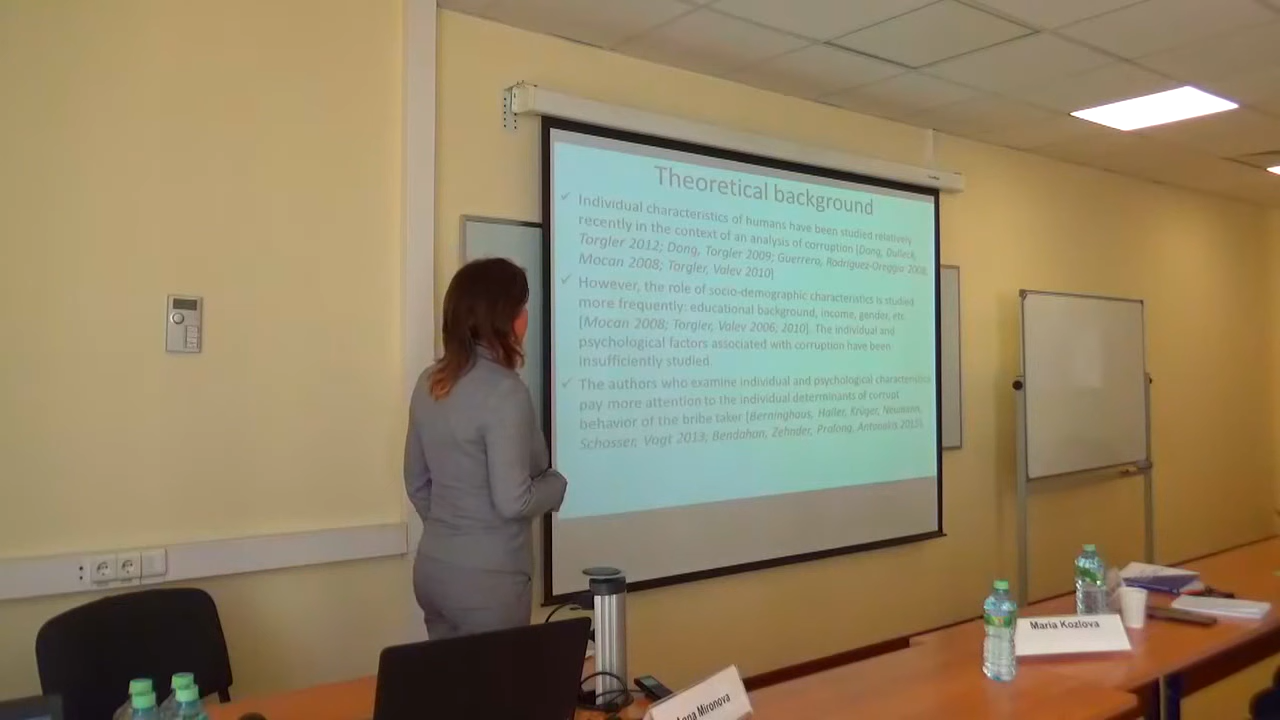 Theoretical background
✓ Individual characteristics of humans have been studied relatively
recently in the context of an analysis of corruption [Dong, Dulleck,
Torgler 2012; Dong, Torgler 2009; Guerrero, Rodriguez-Oreggia 2008,
Mocan 2008; Torgler, Valev 2010]
✓ However, the role of socio-demographic characteristics is studied
more frequently: educational background, income, gender, etc.
[Mocan 2008; Torgler, Valev 2006, 2010]. The individual and
psychological factors associated with corruption have been
insufficiently studied.
✓ The authors who examine individual and psychological characteristics
pay more attention to the individual determinants of corrupt
behavior of the bribe taker [Berninghaus, Haller, Krüger, Neumann,
Schosser, Vogt 2013, Bendahan, Zehnder, Pralong, Antonakis 2015].
Maria Kozlova
Mironova